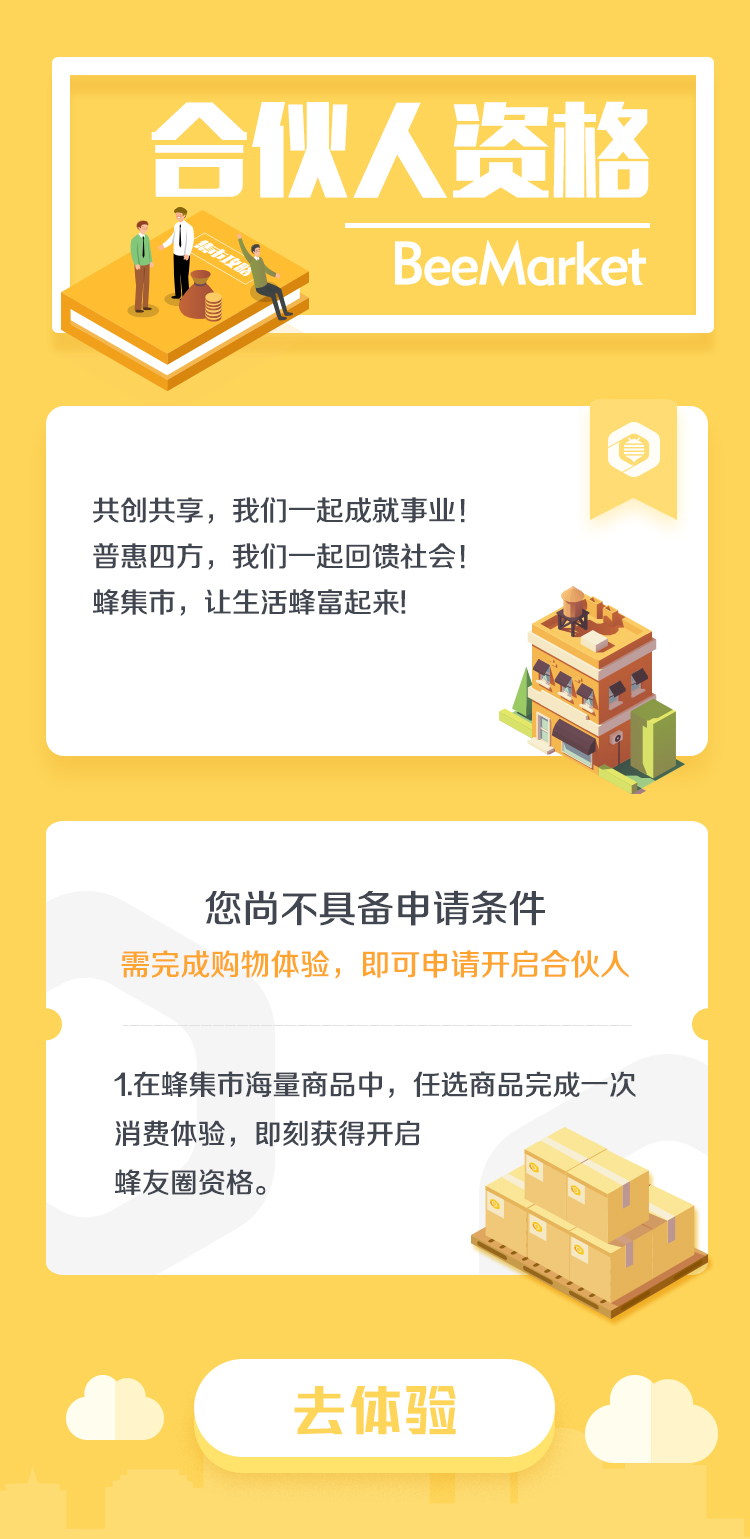 合伙人资格
BeeMarket
集市攻略
共创共享，我们一起成就事业！
普惠四方，我们一起回馈社会！
蜂集市，让生活蜂富起来!
您尚不具备申请条件
需完成购物体验，即可申请开启合伙人
1.在蜂集市海量商品中，任选商品完成一次
消费体验，即刻获得开启
蜂友圈资格。
去体验